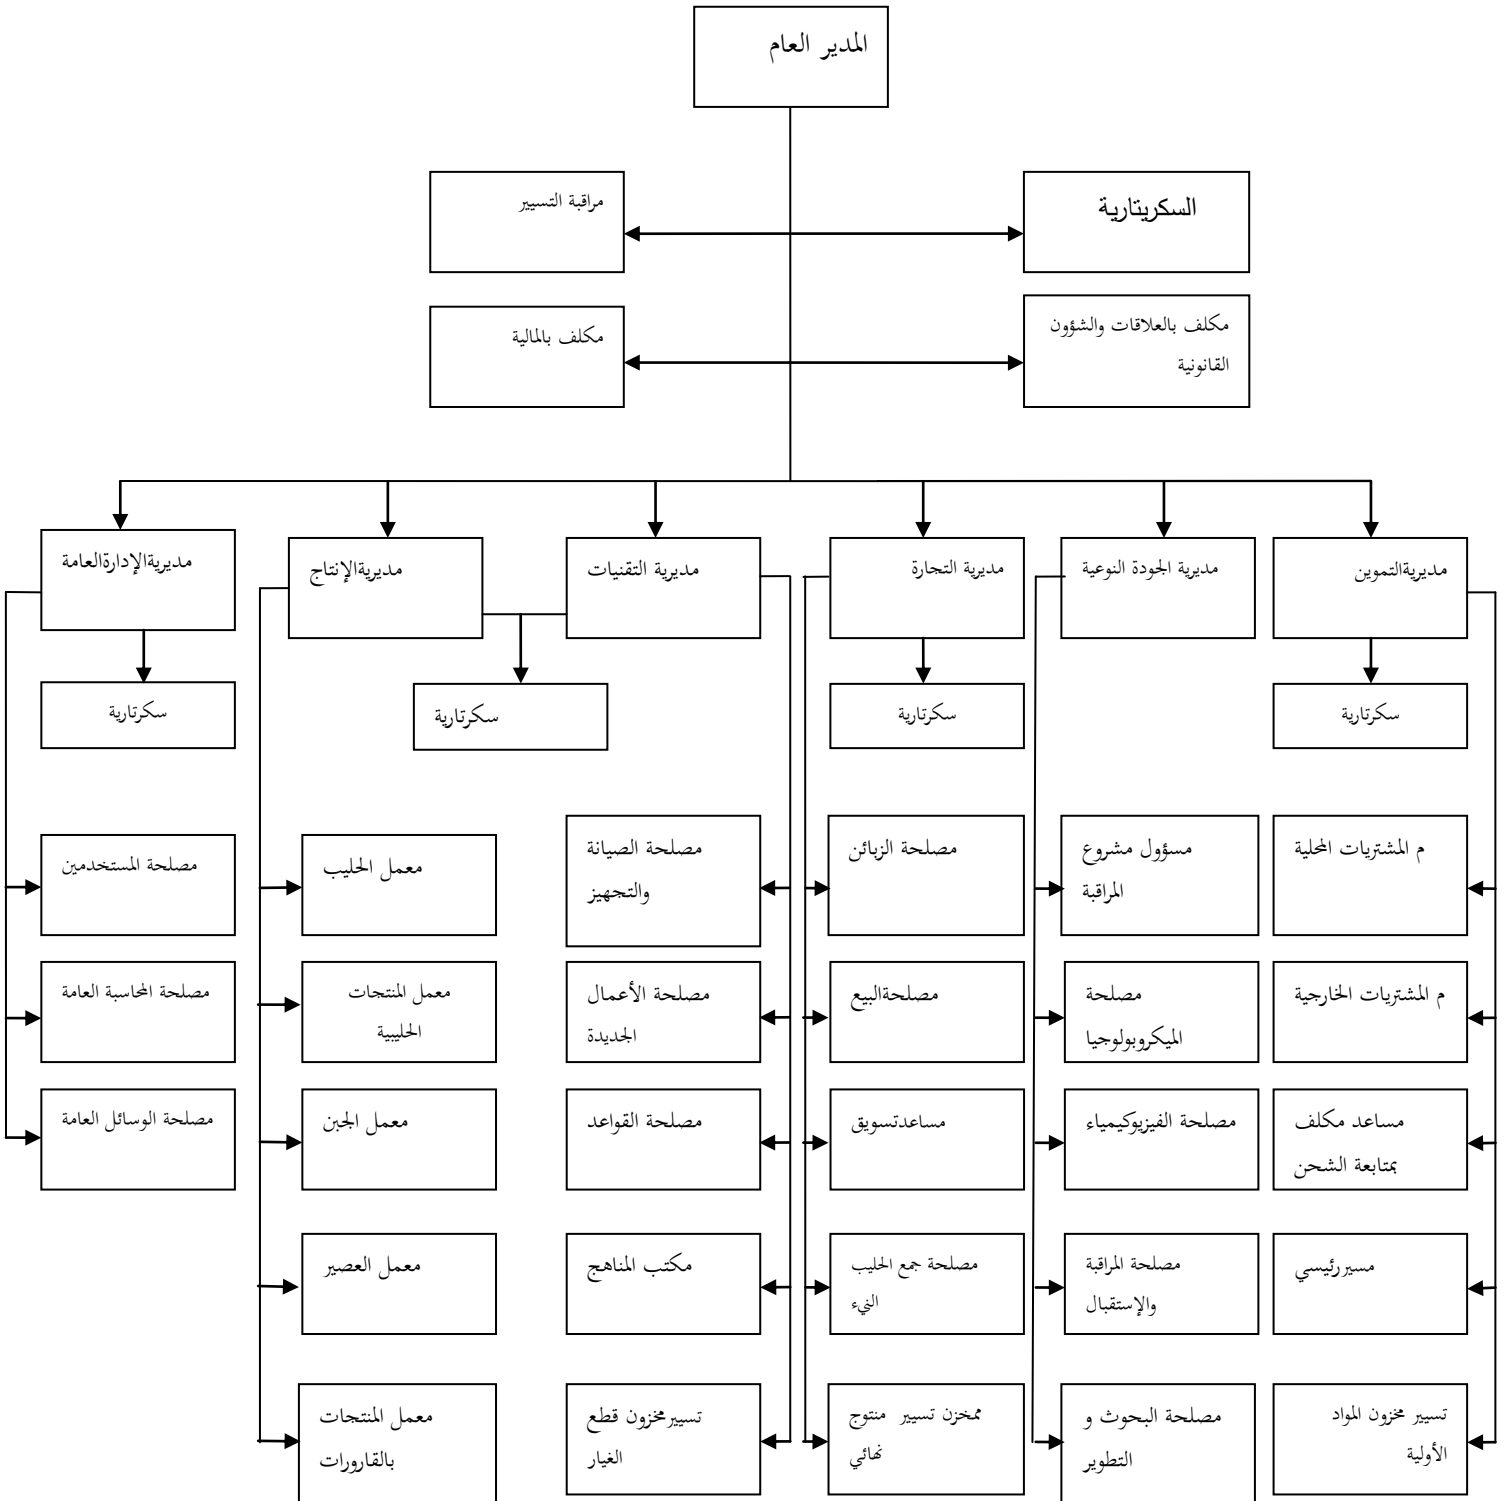 المدير العام
السكريتارية
مراقبة التسيير
مكلف بالعلاقات والشؤون
القانونية
مكلف بالمالية
مديريةالتموين
مديرية الجودة النوعية
مديرية التجارة
مديرية التقنيات
مديريةالإنتاج
مديريةالإدارةالعامة
سكرتارية
سكرتارية
سكرتارية
سكرتارية
م المشتريات المحلية
مسؤول مشروع
المراقبة
مصلحة الزبائن
مصلحة الصيانة
والتجهيز
معمل الحليب
مصلحة المستخدمين
م المشتريات الخارجية
مصلحة
الميكروبولوجيا
مصلحةالبيع
مصلحة الأعمال
الجديدة
معمل المنتجات
الحليبية
مصلحة المحاسبة العامة
مساعد مكلف
بمتابعة الشحن
مصلحة الفيزيوكيمياء
مساعدتسويق
مصلحة القواعد
معمل الجبن
مصلحة الوسائل العامة
مسيررئيسي
مصلحة المراقبة
والإستقبال
مصلحة جمع الحليب
النيء
مكتب المناهج
معمل العصير
تسيير مخزون المواد
الأولية
مصلحة البحوث و
التطوير
ممخزن تسيير منتوج
نهائي
تسييرمخزون قطع
الغيار
معمل المنتجات
بالقارورات